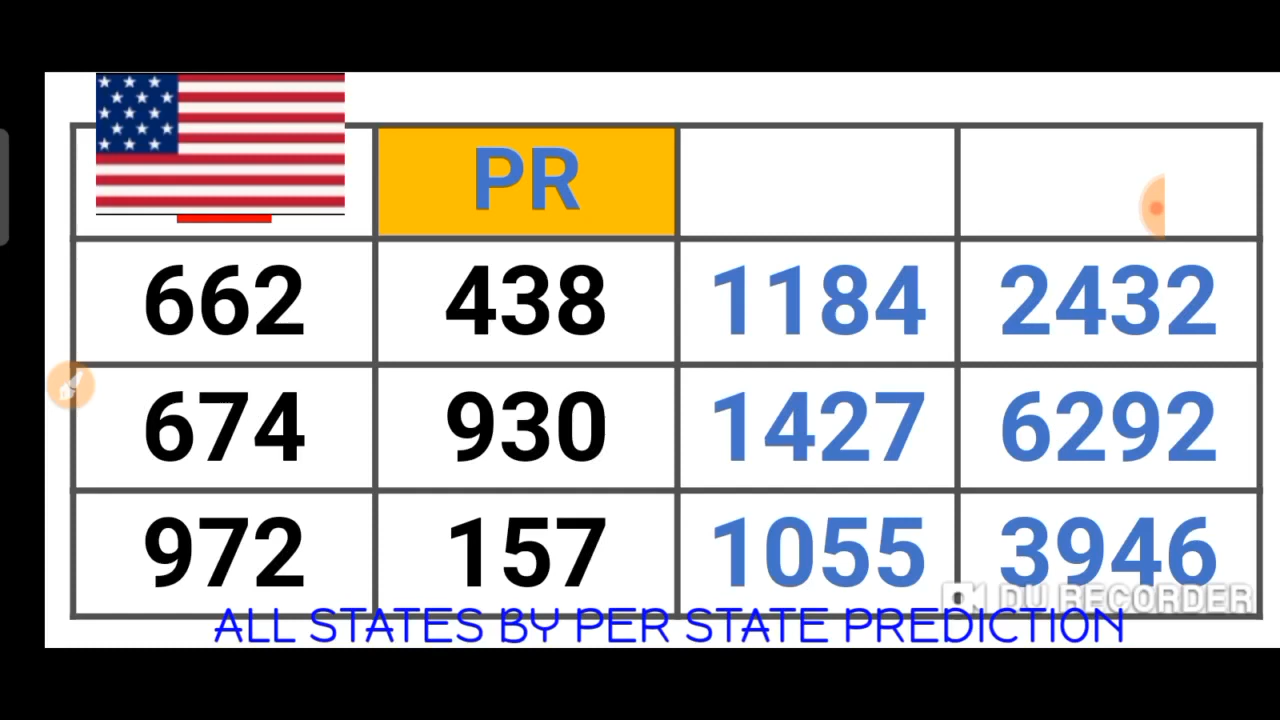 PR
662 438 1184 2432
674 930 1427 6292
972 157 1055 3946
DU RECORDER
ALL STATES BY PER STATE PREDICTION